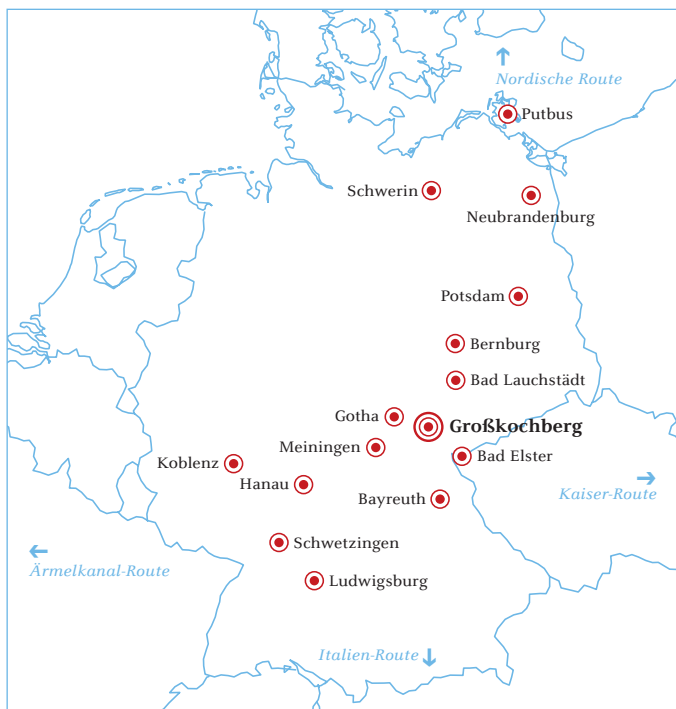 Nordische Route
Putbus
Schwerin
Neubrandenburg
Potsdam
Bernburg
Bad Lauchstädt
Gotha
Großkochberg
Meiningen
Bad Elster
Koblenz
Hanau
Bayreuth
Kaiser-Route
Schwetzingen
Ärmelkanal-Route
Ludwigsburg
Italien-Route